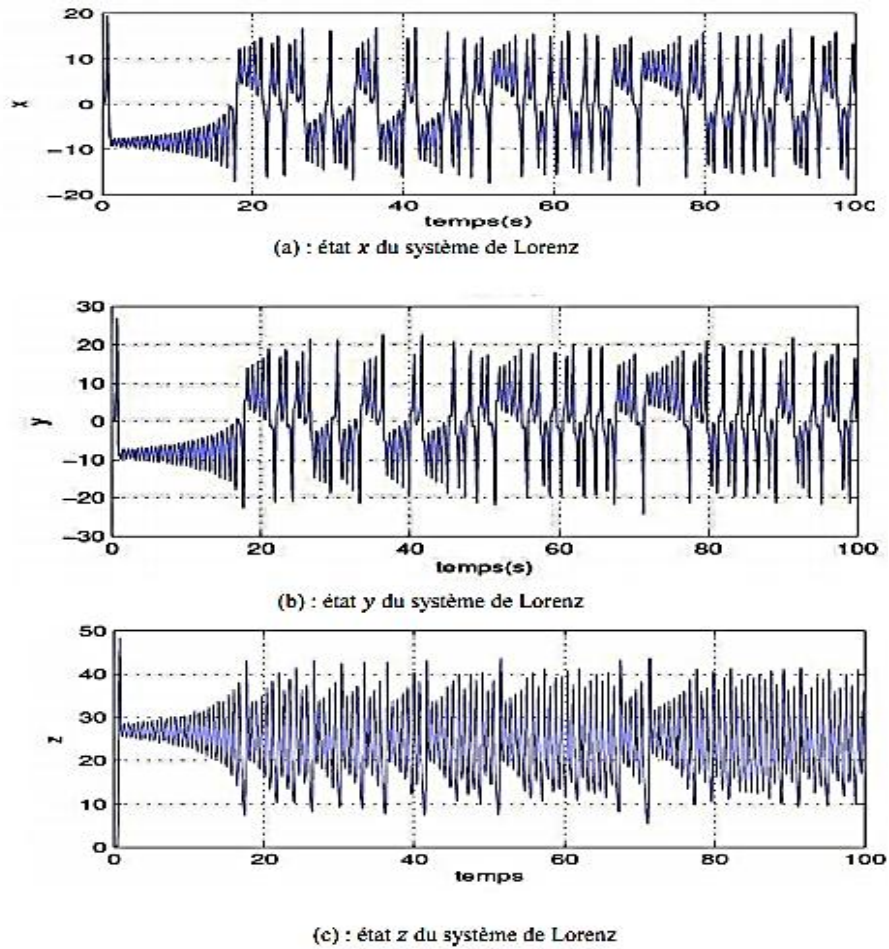 20
10
0
−10
−20
x
0 20 40 60 80 100
temps(s)
(a) : état x du système de Lorenz
30
20
10
0
−10
−20
−30
y
0 20 40 60 80 100
temps(s)
(b) : état y du système de Lorenz
50
40
30
20
10
0
z
0 20 40 60 80 100
temps
(c) : état z du système de Lorenz